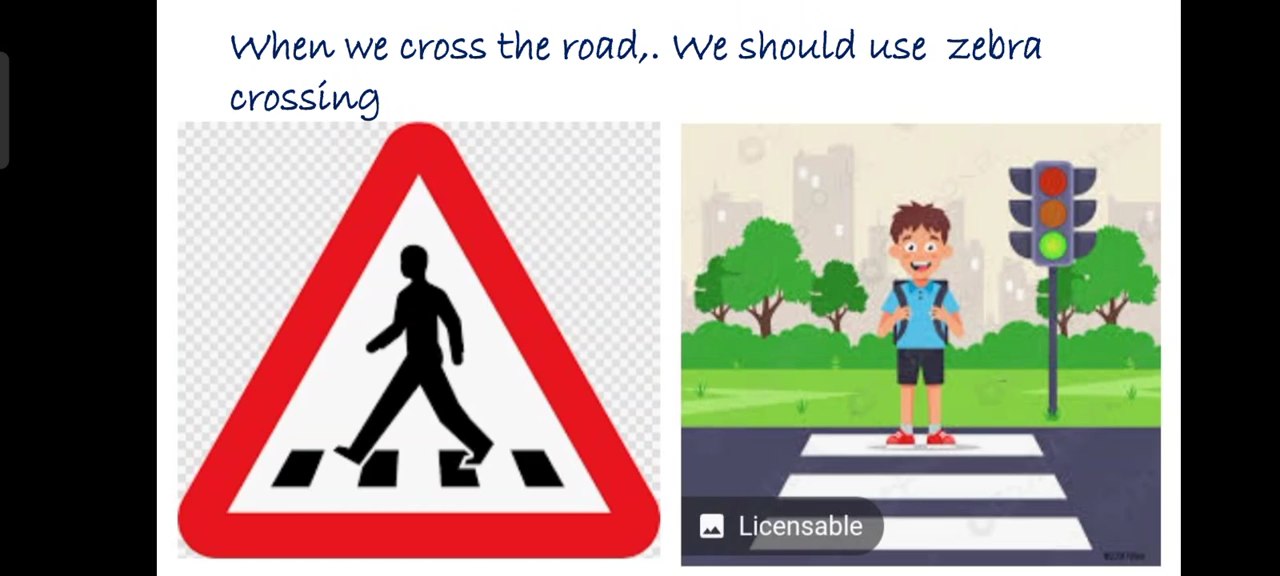 When we cross the road,. We should use zebra
crossing
Licensable